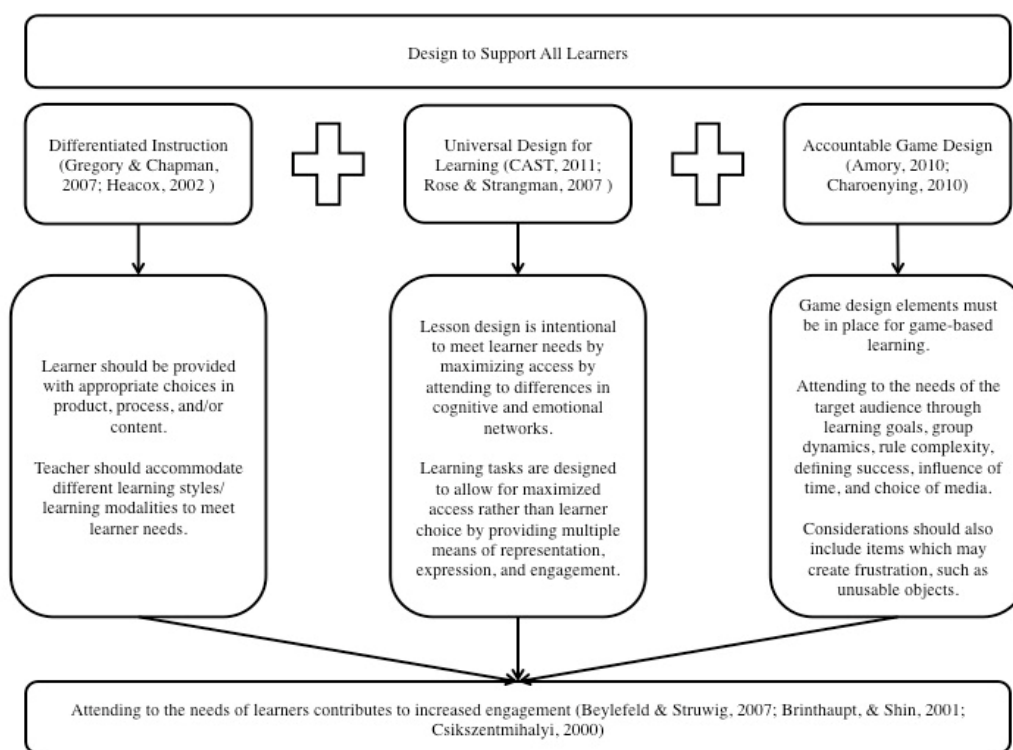 Design to Support All Learners
Differentiated Instruction
(Gregory & Chapman,
2007; Heacox, 2002 )
Universal Design for
Learning (CAST, 2011;
Rose & Strangman, 2007 )
Accountable Game Design
(Amory, 2010;
Charoenying, 2010)
Learner should be provided
with appropriate choices in
product, process, and/or
content.
Teacher should accommodate
different learning styles/
learning modalities to meet
learner needs.
Lesson design is intentional
to meet learner needs by
maximizing access by
attending to differences in
cognitive and emotional
networks.
Learning tasks are designed
to allow for maximized
access rather than learner
choice by providing multiple
means of representation,
expression, and engagement.
Game design elements must
be in place for game-based
learning.
Attending to the needs of the
target audience through
learning goals, group
dynamics, rule complexity,
defining success, influence of
time, and choice of media.
Considerations should also
include items which may
create frustration, such as
unusable objects.
Attending to the needs of learners contributes to increased engagement (Beylefeld & Struwig, 2007; Brinthaupt, & Shin, 2001;
Csikszentmihalyi, 2000)